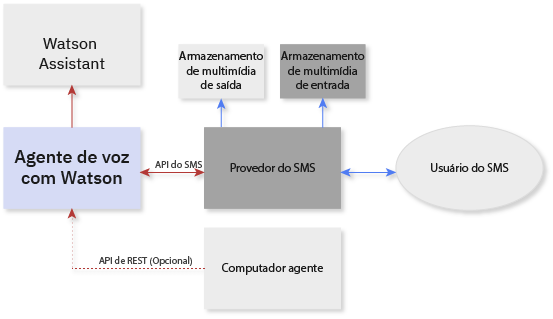 Watson
Assistant
Armazenamento
de multimídia
de saída
Armazenamento
de multimídia
de entrada
Agente de voz
com Watson
API do SMS
Provedor do SMS
Usuário do SMS
API de REST (Opcional)
Computador agente